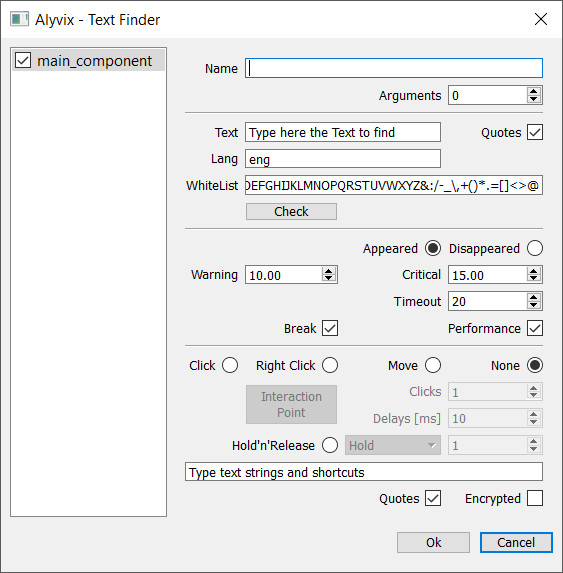 Alyvix - Text Finder
main_component
Name
Arguments 0
Text Type here the Text to find Quotes
Lang eng
WhiteList DEFGHIJKLMNOPQRSTUVWXYZ&:/-_\,+()*.=[]<>@
Check
Appeared Disappeared
Warning 10.00 Critical 15.00
Timeout 20
Break Performance
Click Right Click Move None
Interaction Point Clicks 1
Delays [ms] 10
Hold'n'Release Hold 1
Type text strings and shortcuts
Quotes Encrypted
Ok Cancel